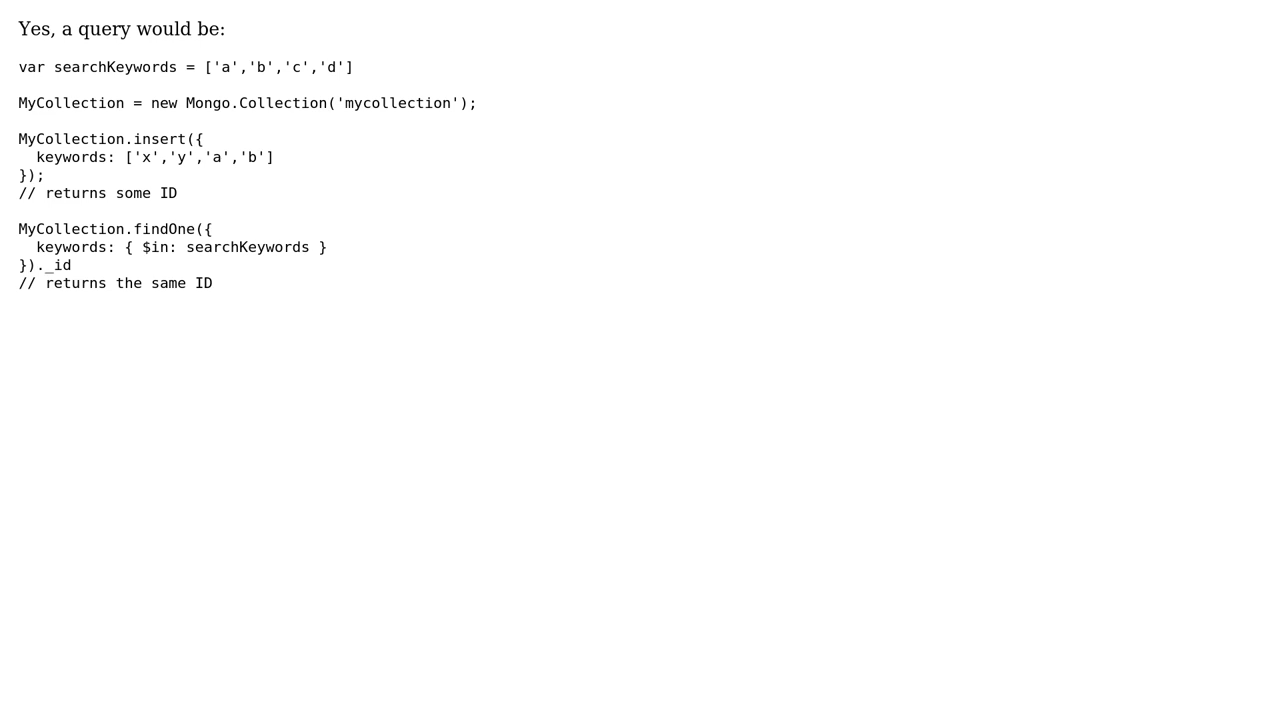 Yes, a query would be:
var searchKeywords = ['a','b','c','d']
MyCollection = new Mongo.Collection('mycollection');
MyCollection.insert({
  keywords: ['x','y','a','b']
});
// returns some ID
MyCollection.findOne({
  keywords: { $in: searchKeywords }
})._id
// returns the same ID